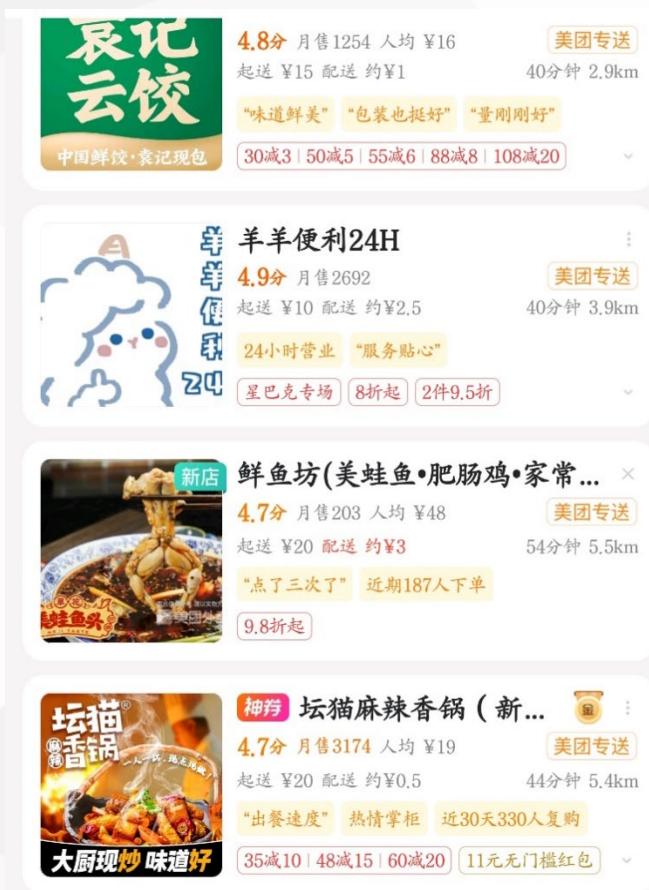 袁记
云饺
中国鲜饺·袁记现包
4.8分 月售1254 人均 ¥16 美团专送
起送 ¥15 配送 约¥1 40分钟 2.9km
“味道鲜美” “包装也挺好” “量刚刚好”
30减3 50减5 55减6 88减8 108减20
羊羊便利24
羊羊便利24H
4.9分 月售2692 美团专送
起送 ¥10 配送 约¥2.5 40分钟 3.9km
24小时营业 “服务贴心”
星巴克专场 8折起 2件9.5折
新店
美蛙鱼头
鲜鱼坊(美蛙鱼•肥肠鸡•家常...
4.7分 月售203 人均 ¥48 美团专送
起送 ¥20 配送 约¥3 54分钟 5.5km
“点了三次了” 近期187人下单
9.8折起
坛猫®
麻辣香锅
大厨现炒 味道好
神券 坛猫麻辣香锅（新... 金
4.7分 月售3174 人均 ¥19 美团专送
起送 ¥20 配送 约¥0.5 44分钟 5.4km
“出餐速度” 热情掌柜 近30天330人复购
35减10 48减15 60减20 11元无门槛红包